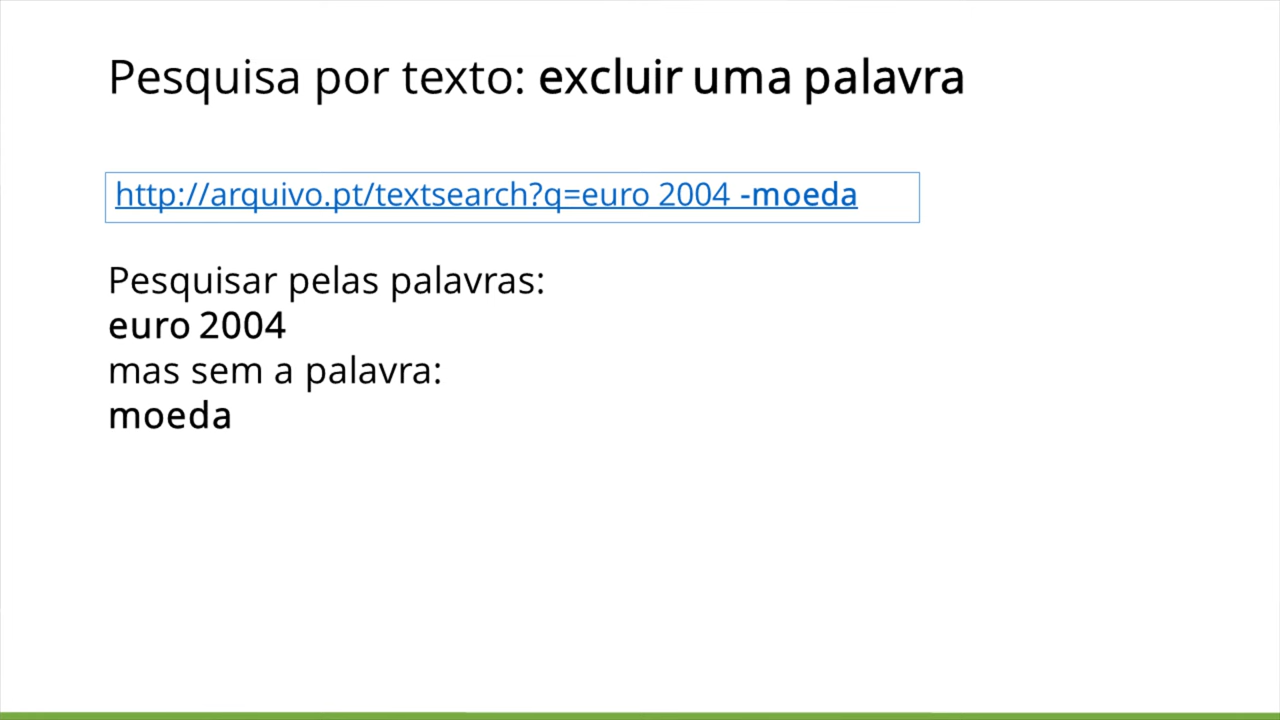 Pesquisa por texto: excluir uma palavra
http://arquivo.pt/textsearch?q=euro 2004 -moeda
Pesquisar pelas palavras:
euro 2004
mas sem a palavra:
moeda